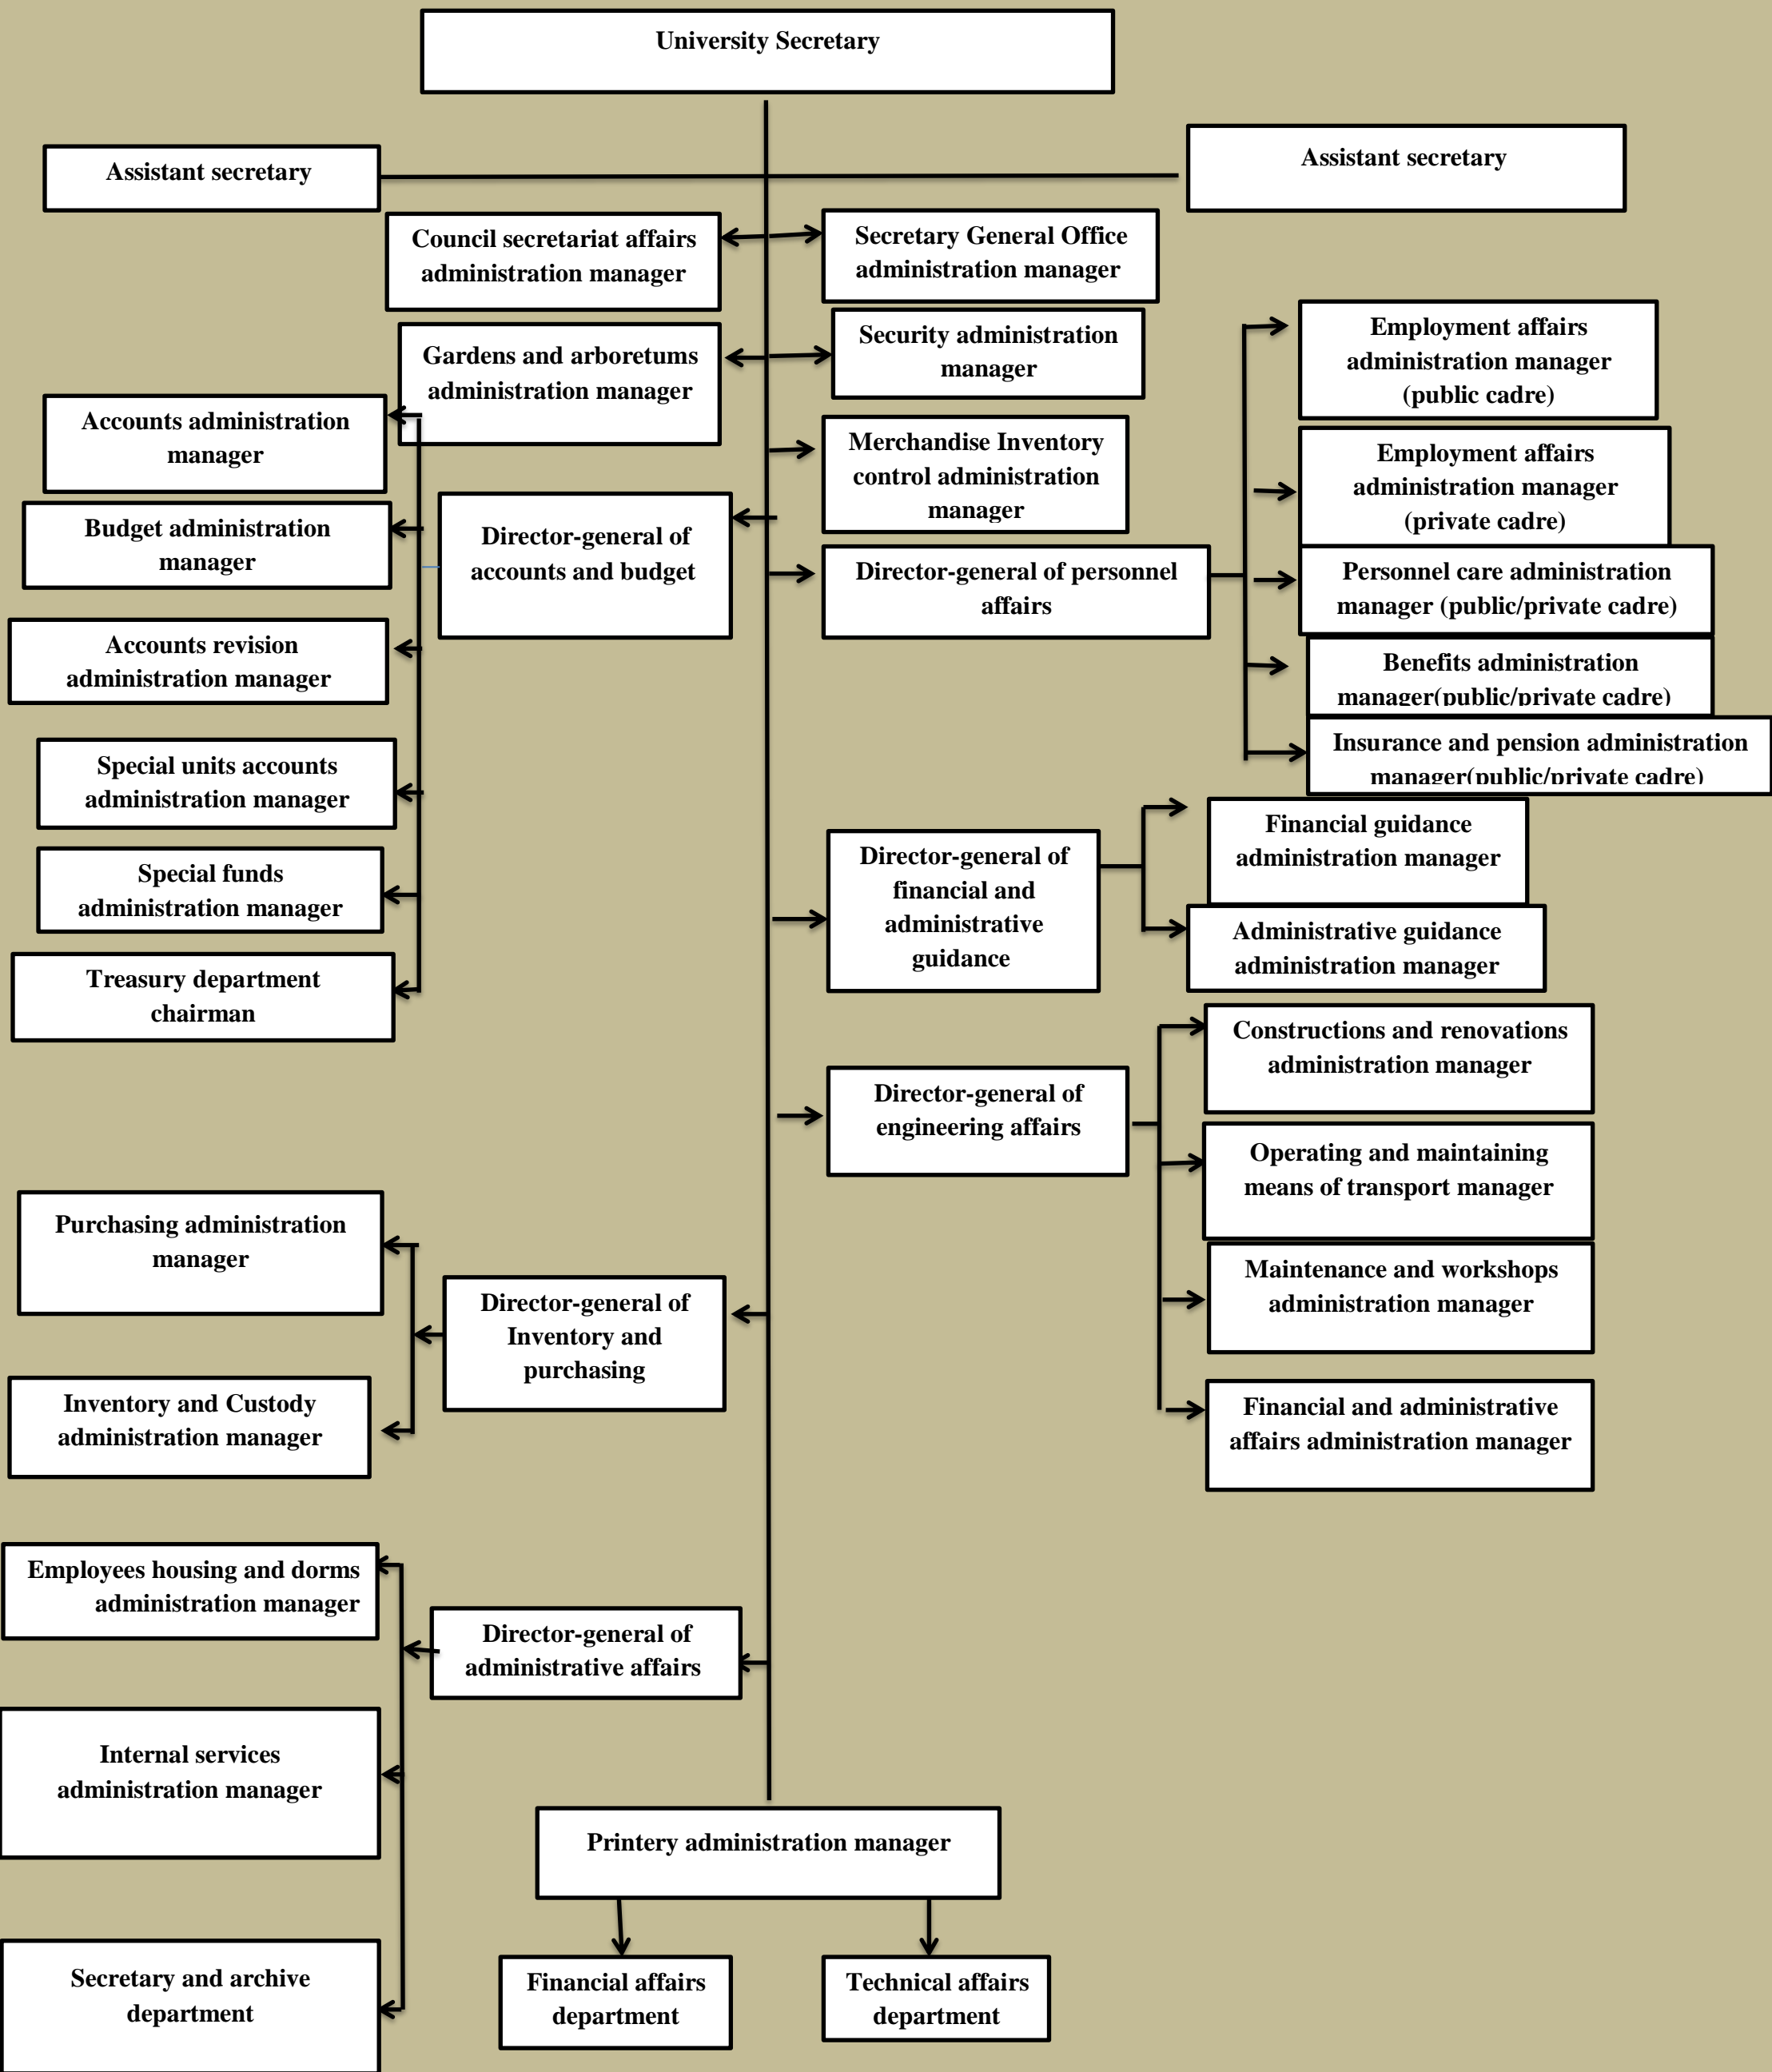 University Secretary
Assistant secretary
Assistant secretary
Council secretariat affairs
administration manager
Secretary General Office
administration manager
Gardens and arboretums
administration manager
Security administration
manager
Merchandise Inventory
control administration
manager
Director-general of
accounts and budget
Accounts administration
manager
Budget administration
manager
Accounts revision
administration manager
Special units accounts
administration manager
Special funds
administration manager
Treasury department
chairman
Director-general of personnel
affairs
Employment affairs
administration manager
(public cadre)
Employment affairs
administration manager
(private cadre)
Personnel care administration
manager (public/private cadre)
Benefits administration
manager(public/private cadre)
Insurance and pension administration
manager(public/private cadre)
Director-general of
financial and
administrative
guidance
Financial guidance
administration manager
Administrative guidance
administration manager
Director-general of
engineering affairs
Constructions and renovations
administration manager
Operating and maintaining
means of transport manager
Maintenance and workshops
administration manager
Financial and administrative
affairs administration manager
Director-general of
Inventory and
purchasing
Purchasing administration
manager
Inventory and Custody
administration manager
Director-general of
administrative affairs
Employees housing and dorms
administration manager
Internal services
administration manager
Secretary and archive
department
Printery administration manager
Financial affairs
department
Technical affairs
department